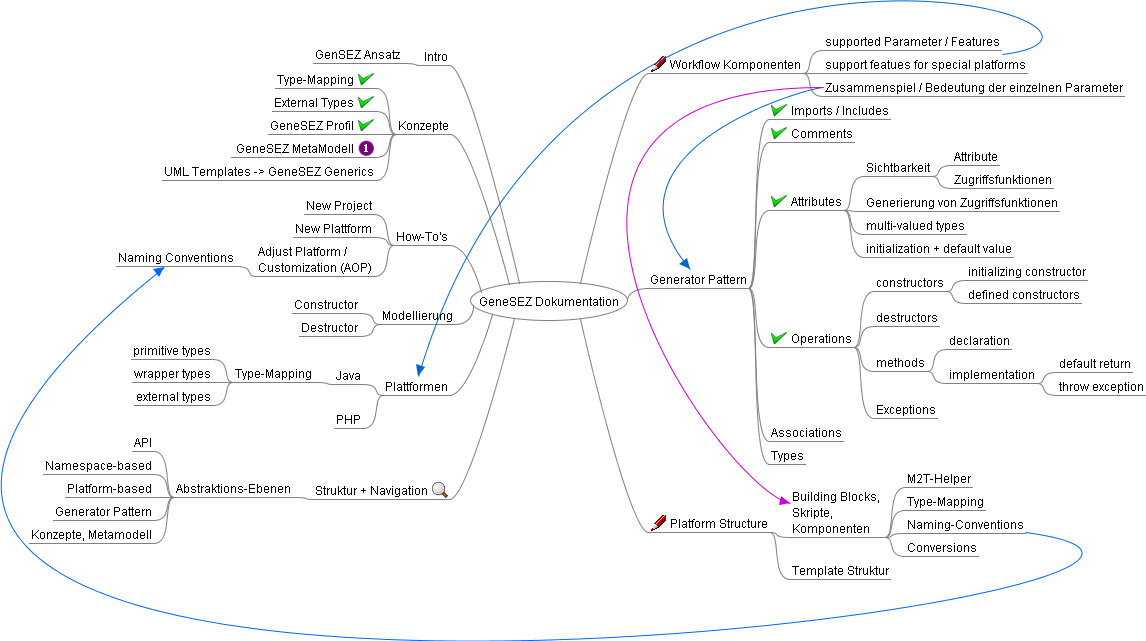 GeneSEZ Dokumentation
Intro
GenSEZ Ansatz
Konzepte
Type-Mapping
External Types
GeneSEZ Profil
GeneSEZ MetaModell
1
UML Templates -> GeneSEZ Generics
How-To's
New Project
New Plattform
Adjust Platform /
Customization (AOP)
Naming Conventions
Modellierung
Constructor
Destructor
Plattformen
Java
Type-Mapping
primitive types
wrapper types
external types
PHP
Struktur + Navigation
Abstraktions-Ebenen
API
Namespace-based
Platform-based
Generator Pattern
Konzepte, Metamodell
Workflow Komponenten
supported Parameter / Features
support featues for special platforms
Zusammenspiel / Bedeutung der einzelnen Parameter
Generator Pattern
Imports / Includes
Comments
Attributes
Sichtbarkeit
Attribute
Zugriffsfunktionen
Generierung von Zugriffsfunktionen
multi-valued types
initialization + default value
Operations
constructors
initializing constructor
defined constructors
destructors
methods
declaration
implementation
default return
throw exception
Exceptions
Associations
Types
Platform Structure
Building Blocks,
Skripte,
Komponenten
M2T-Helper
Type-Mapping
Naming-Conventions
Conversions
Template Struktur